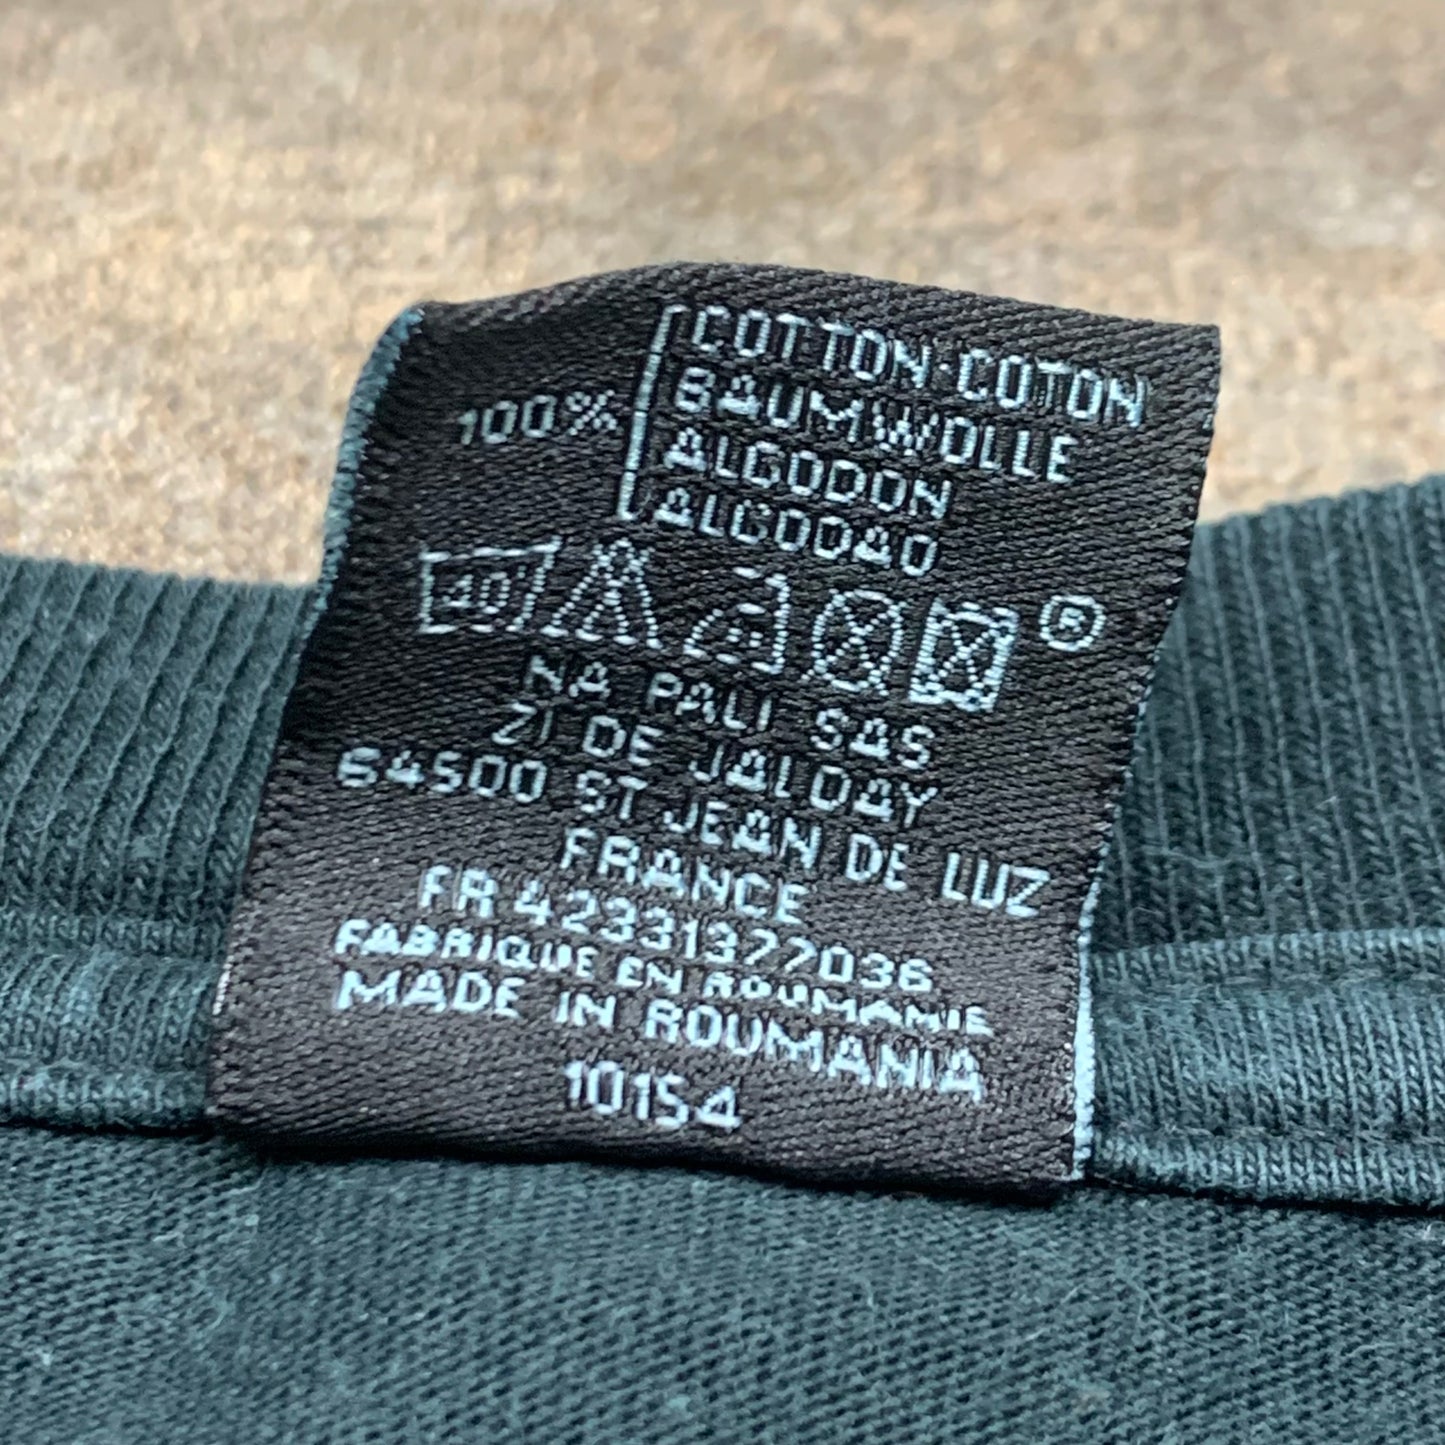 COTTON-COTON
100% BAUMWOLLE
ALGODON
ALGODAO
40 ®
NA PALI SAS
ZI DE JALDAY
64500 ST JEAN DE LUZ
FRANCE
FR 42331377036
FABRIQUE EN ROUMANIE
MADE IN ROUMANIA
10154